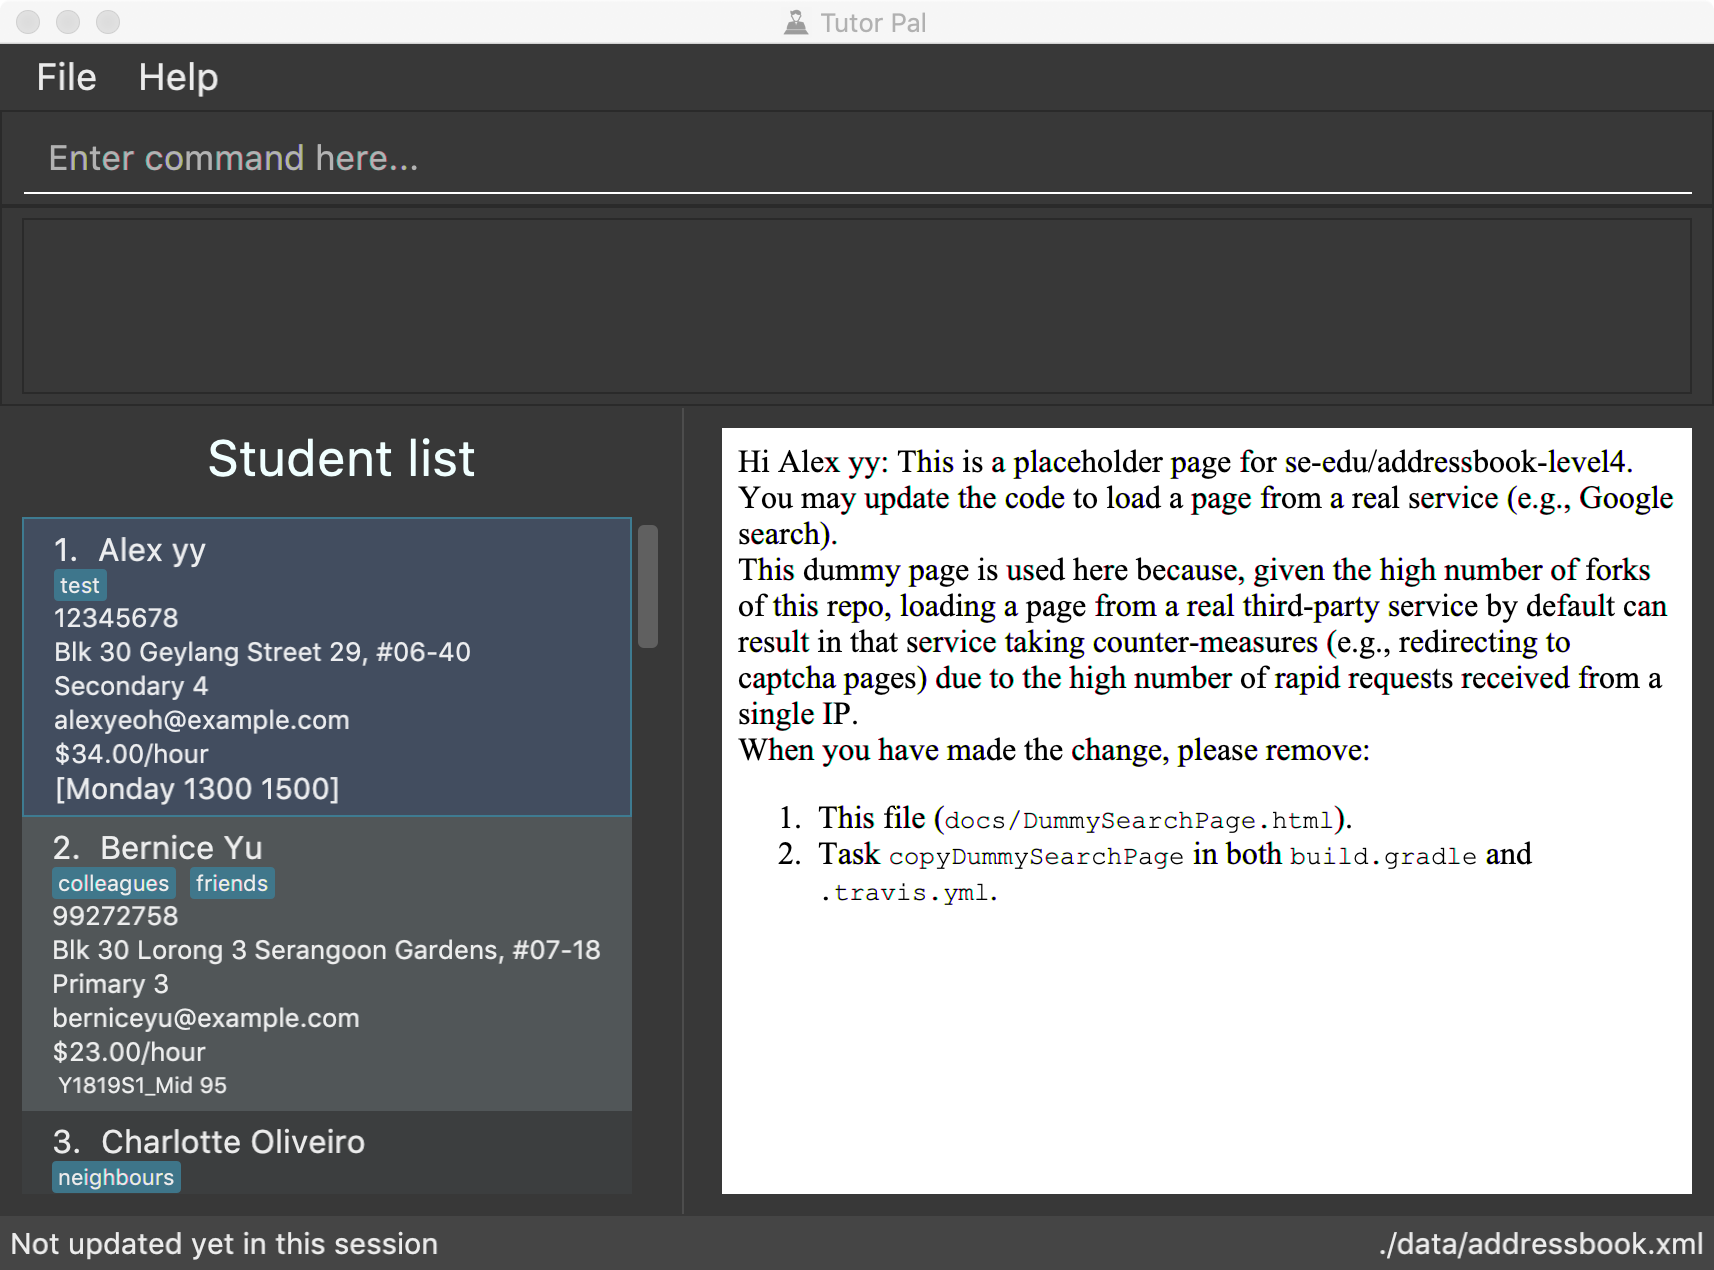 Tutor Pal
File Help
Enter command here...
Student list
1. Alex yy
test
12345678
Blk 30 Geylang Street 29, #06-40
Secondary 4
alexyeoh@example.com
$34.00/hour
[Monday 1300 1500]
2. Bernice Yu
colleagues friends
99272758
Blk 30 Lorong 3 Serangoon Gardens, #07-18
Primary 3
berniceyu@example.com
$23.00/hour
Y1819S1_Mid 95
3. Charlotte Oliveiro
neighbours
Hi Alex yy: This is a placeholder page for se-edu/addressbook-level4.
You may update the code to load a page from a real service (e.g., Google
search).
This dummy page is used here because, given the high number of forks
of this repo, loading a page from a real third-party service by default can
result in that service taking counter-measures (e.g., redirecting to
captcha pages) due to the high number of rapid requests received from a
single IP.
When you have made the change, please remove:
1. This file (docs/DummySearchPage.html).
2. Task copyDummySearchPage in both build.gradle and
.travis.yml.
Not updated yet in this session
./data/addressbook.xml